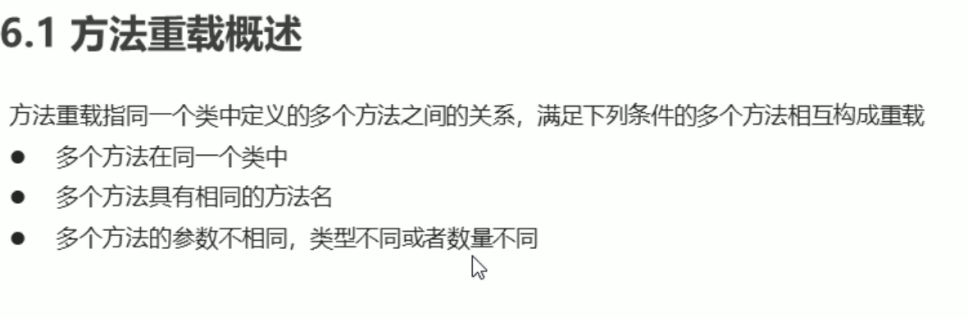 6.1 方法重载概述
方法重载指同一个类中定义的多个方法之间的关系，满足下列条件的多个方法相互构成重载
● 多个方法在同一个类中
● 多个方法具有相同的方法名
● 多个方法的参数不相同，类型不同或者数量不同